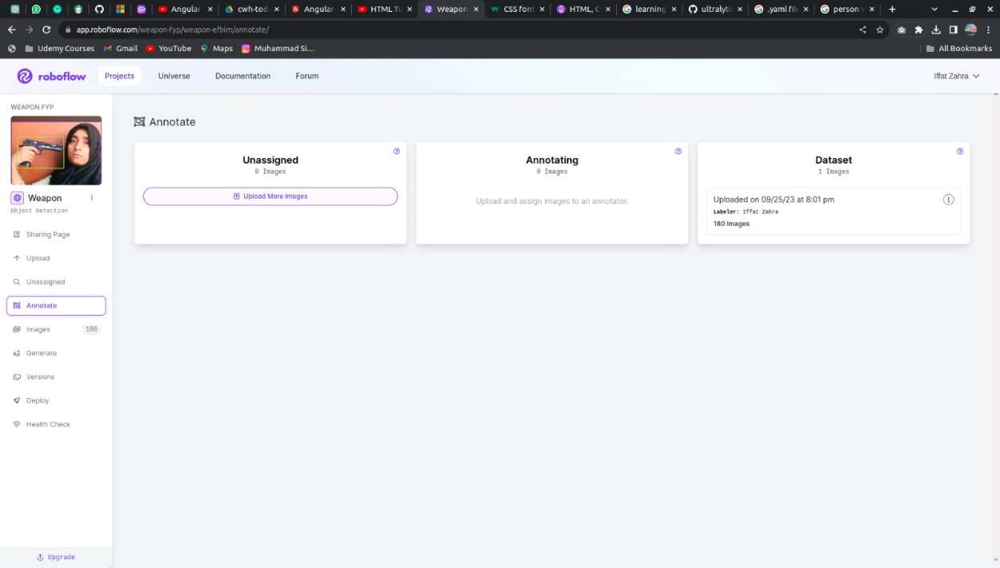 Angular
cwh-tod
Angular
HTML Tu
Weapon
CSS font
HTML, C
learning
ultralytic
.yaml file
person w
app.roboflow.com/weapon-fyp/weapon-efbim/annotate/
Udemy Courses
Gmail
YouTube
Maps
Muhammad Si...
All Bookmarks
roboflow
Projects
Universe
Documentation
Forum
Iffat Zahra
WEAPON FYP
Weapon
Object Detection
Sharing Page
Upload
Unassigned
Annotate
Images 180
Generate
Versions
Deploy
Health Check
Upgrade
Annotate
Unassigned
0 Images
Upload More Images
Annotating
0 Images
Upload and assign images to an annotator.
Dataset
1 Images
Uploaded on 09/25/23 at 8:01 pm
Labeler: Iffat Zahra
180 Images